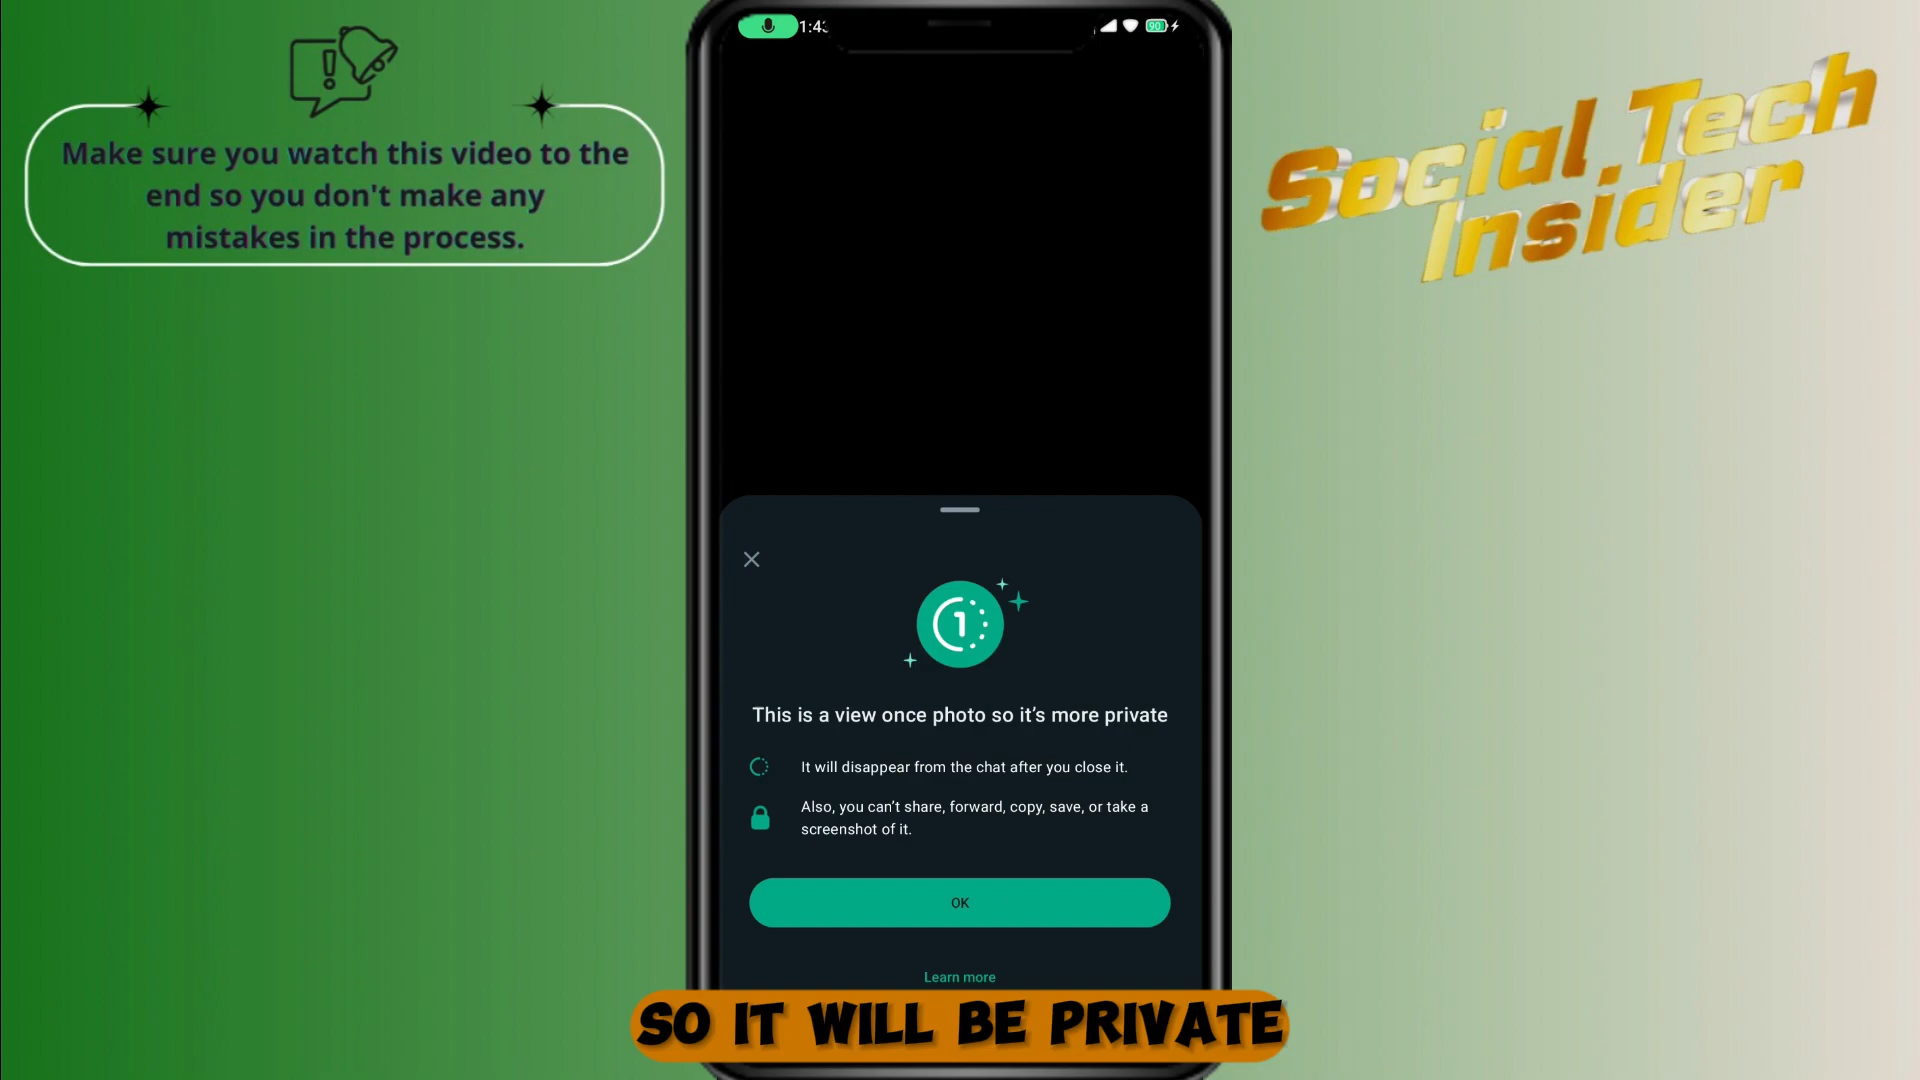 Make sure you watch this video to the
end so you don't make any
mistakes in the process.
Social Tech
Insider
90
1
This is a view once photo so it’s more private
It will disappear from the chat after you close it.
Also, you can’t share, forward, copy, save, or take a
screenshot of it.
OK
Learn more
SO IT WILL BE PRIVATE